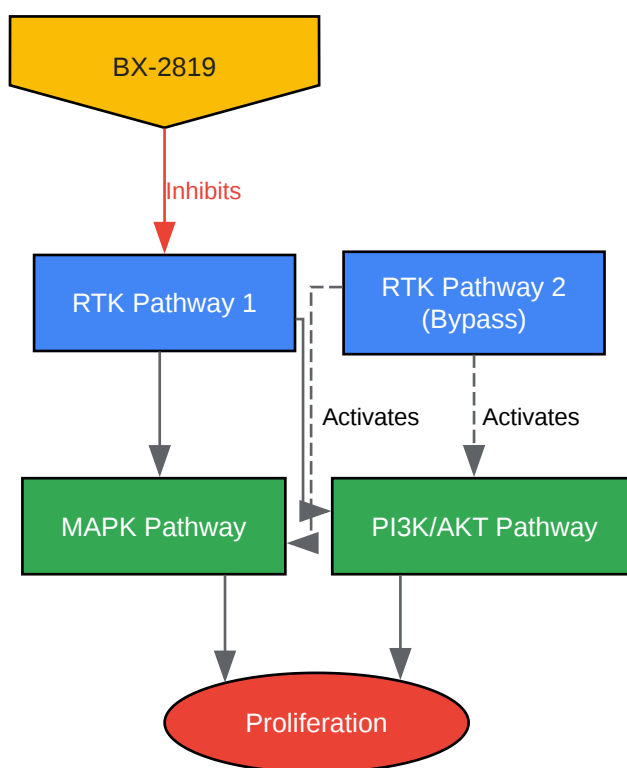 BX-2819
Inhibits
RTK Pathway 1
RTK Pathway 2
(Bypass)
Activates
Activates
MAPK Pathway
PI3K/AKT Pathway
Proliferation